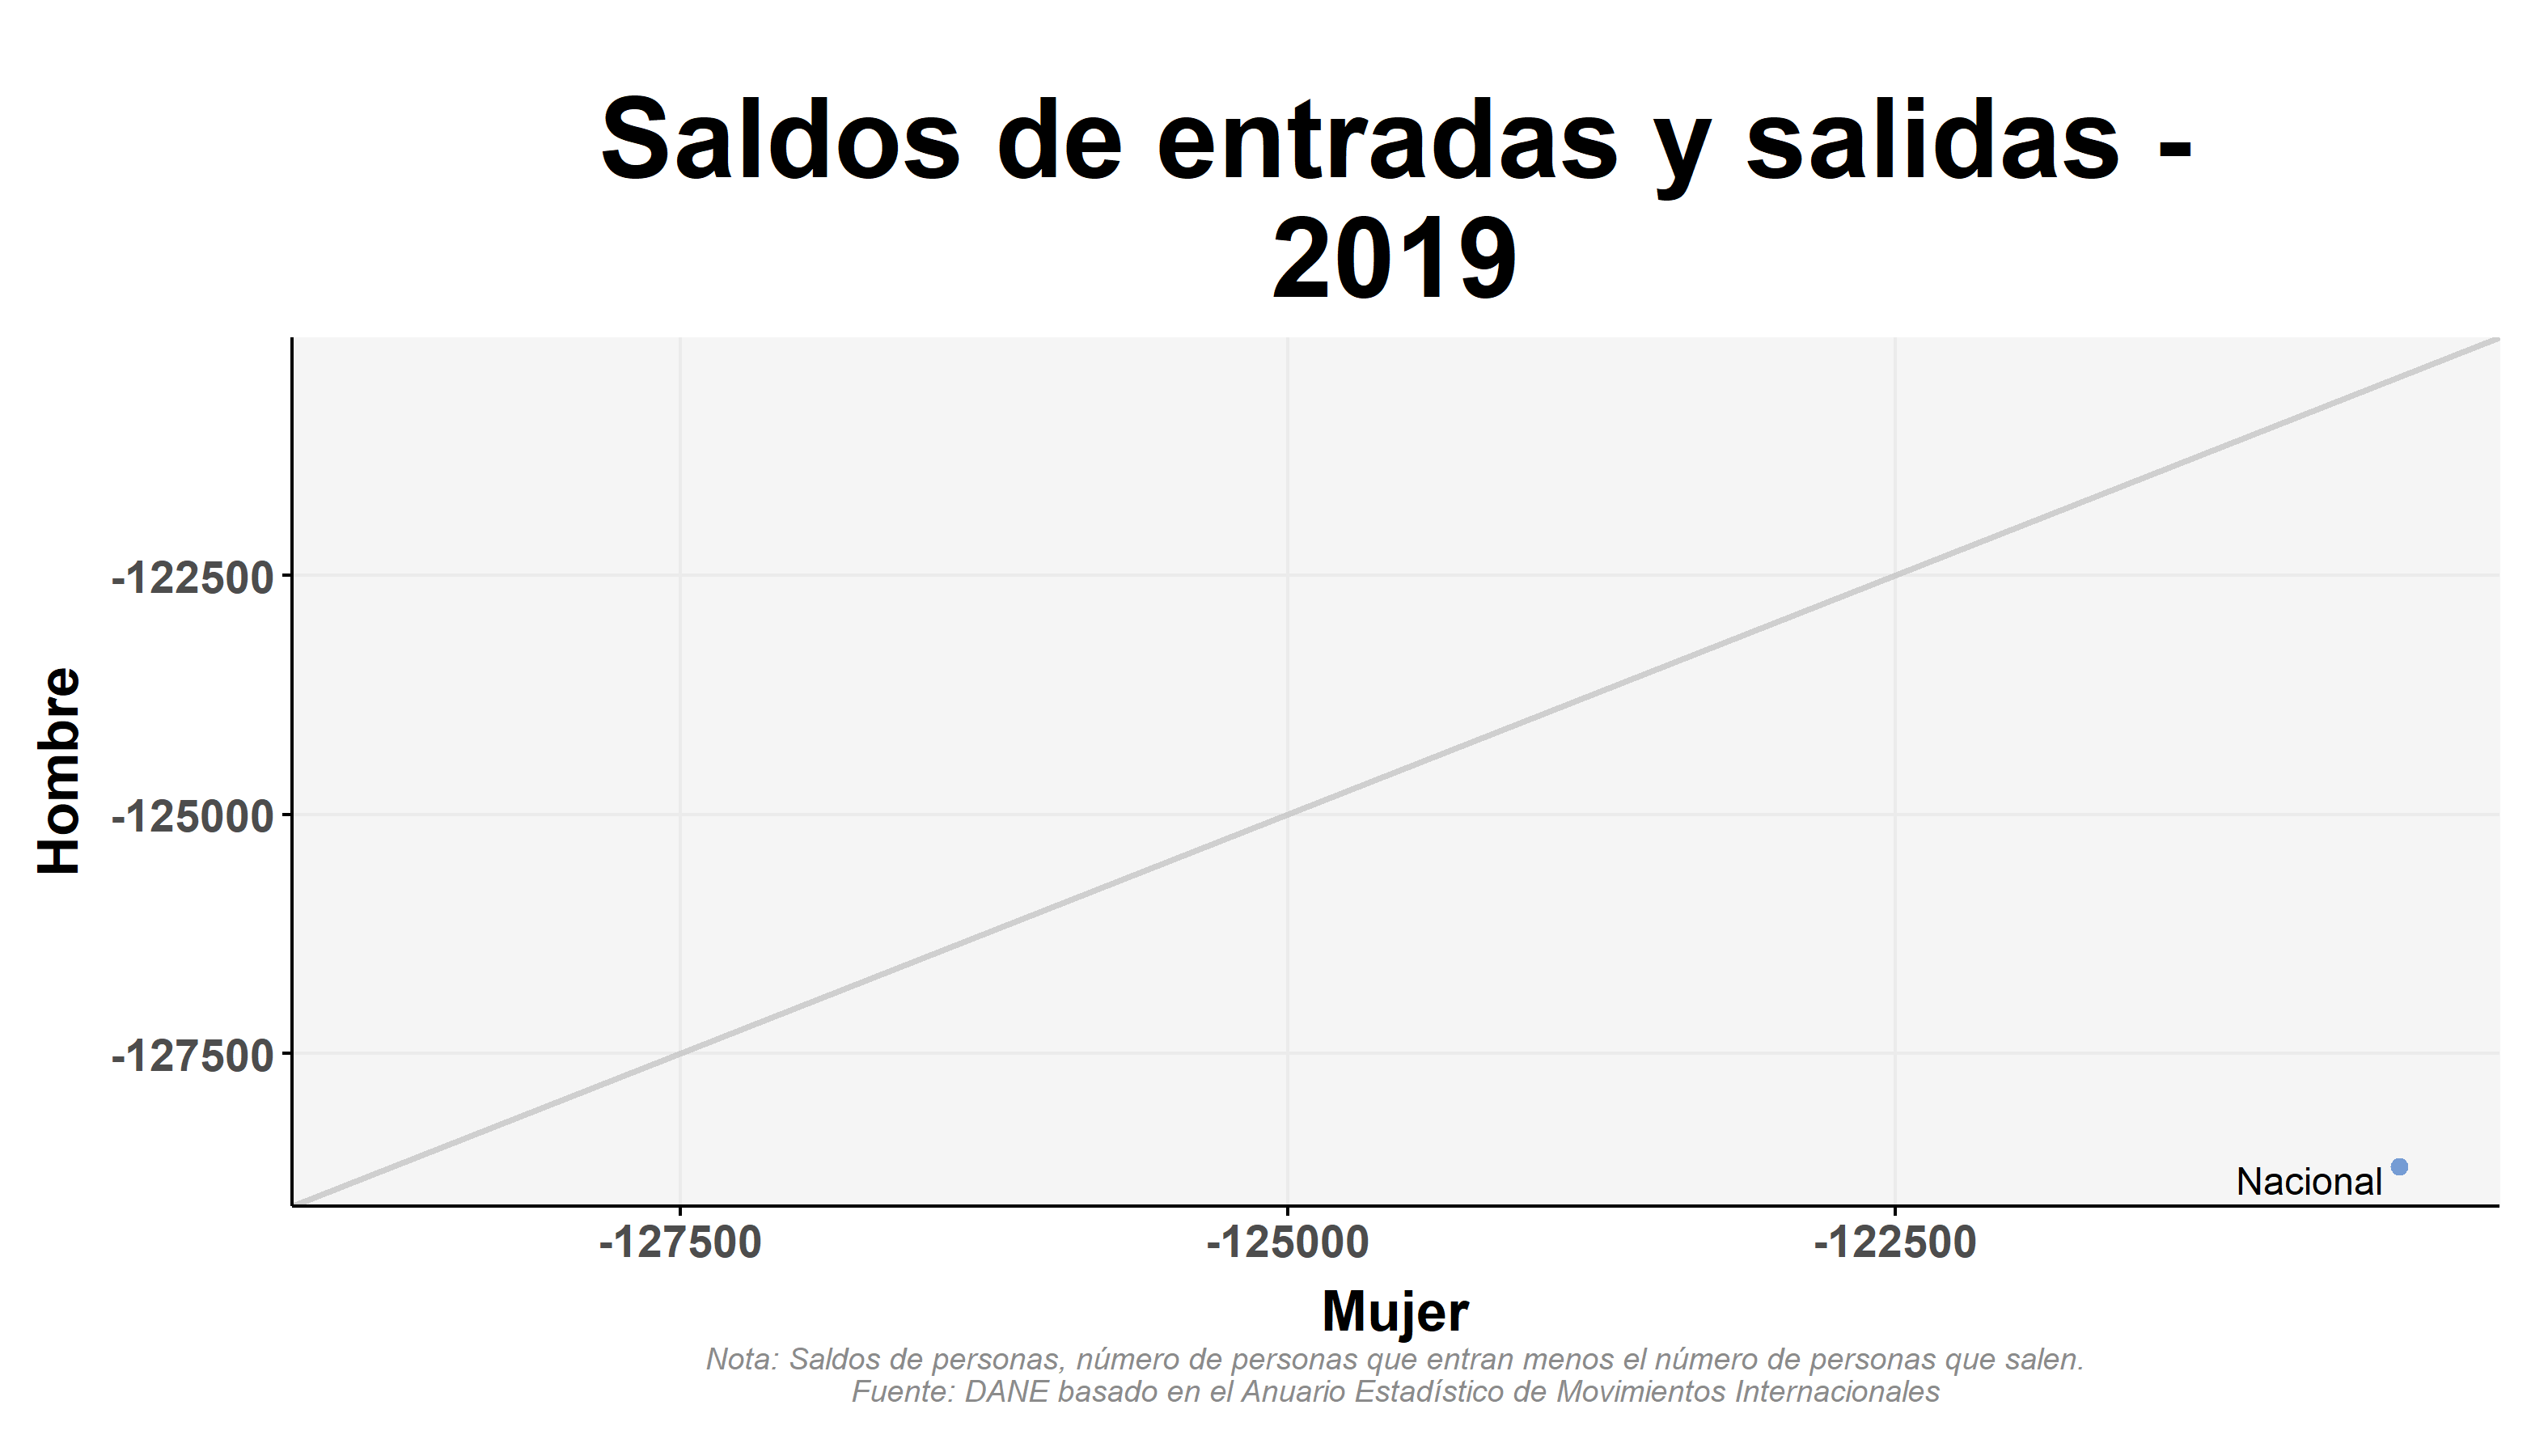 Saldos de entradas y salidas -
2019
Hombre
-122500
-125000
-127500
Nacional
-127500
-125000
-122500
Mujer
Nota: Saldos de personas, número de personas que entran menos el número de personas que salen.
Fuente: DANE basado en el Anuario Estadístico de Movimientos Internacionales